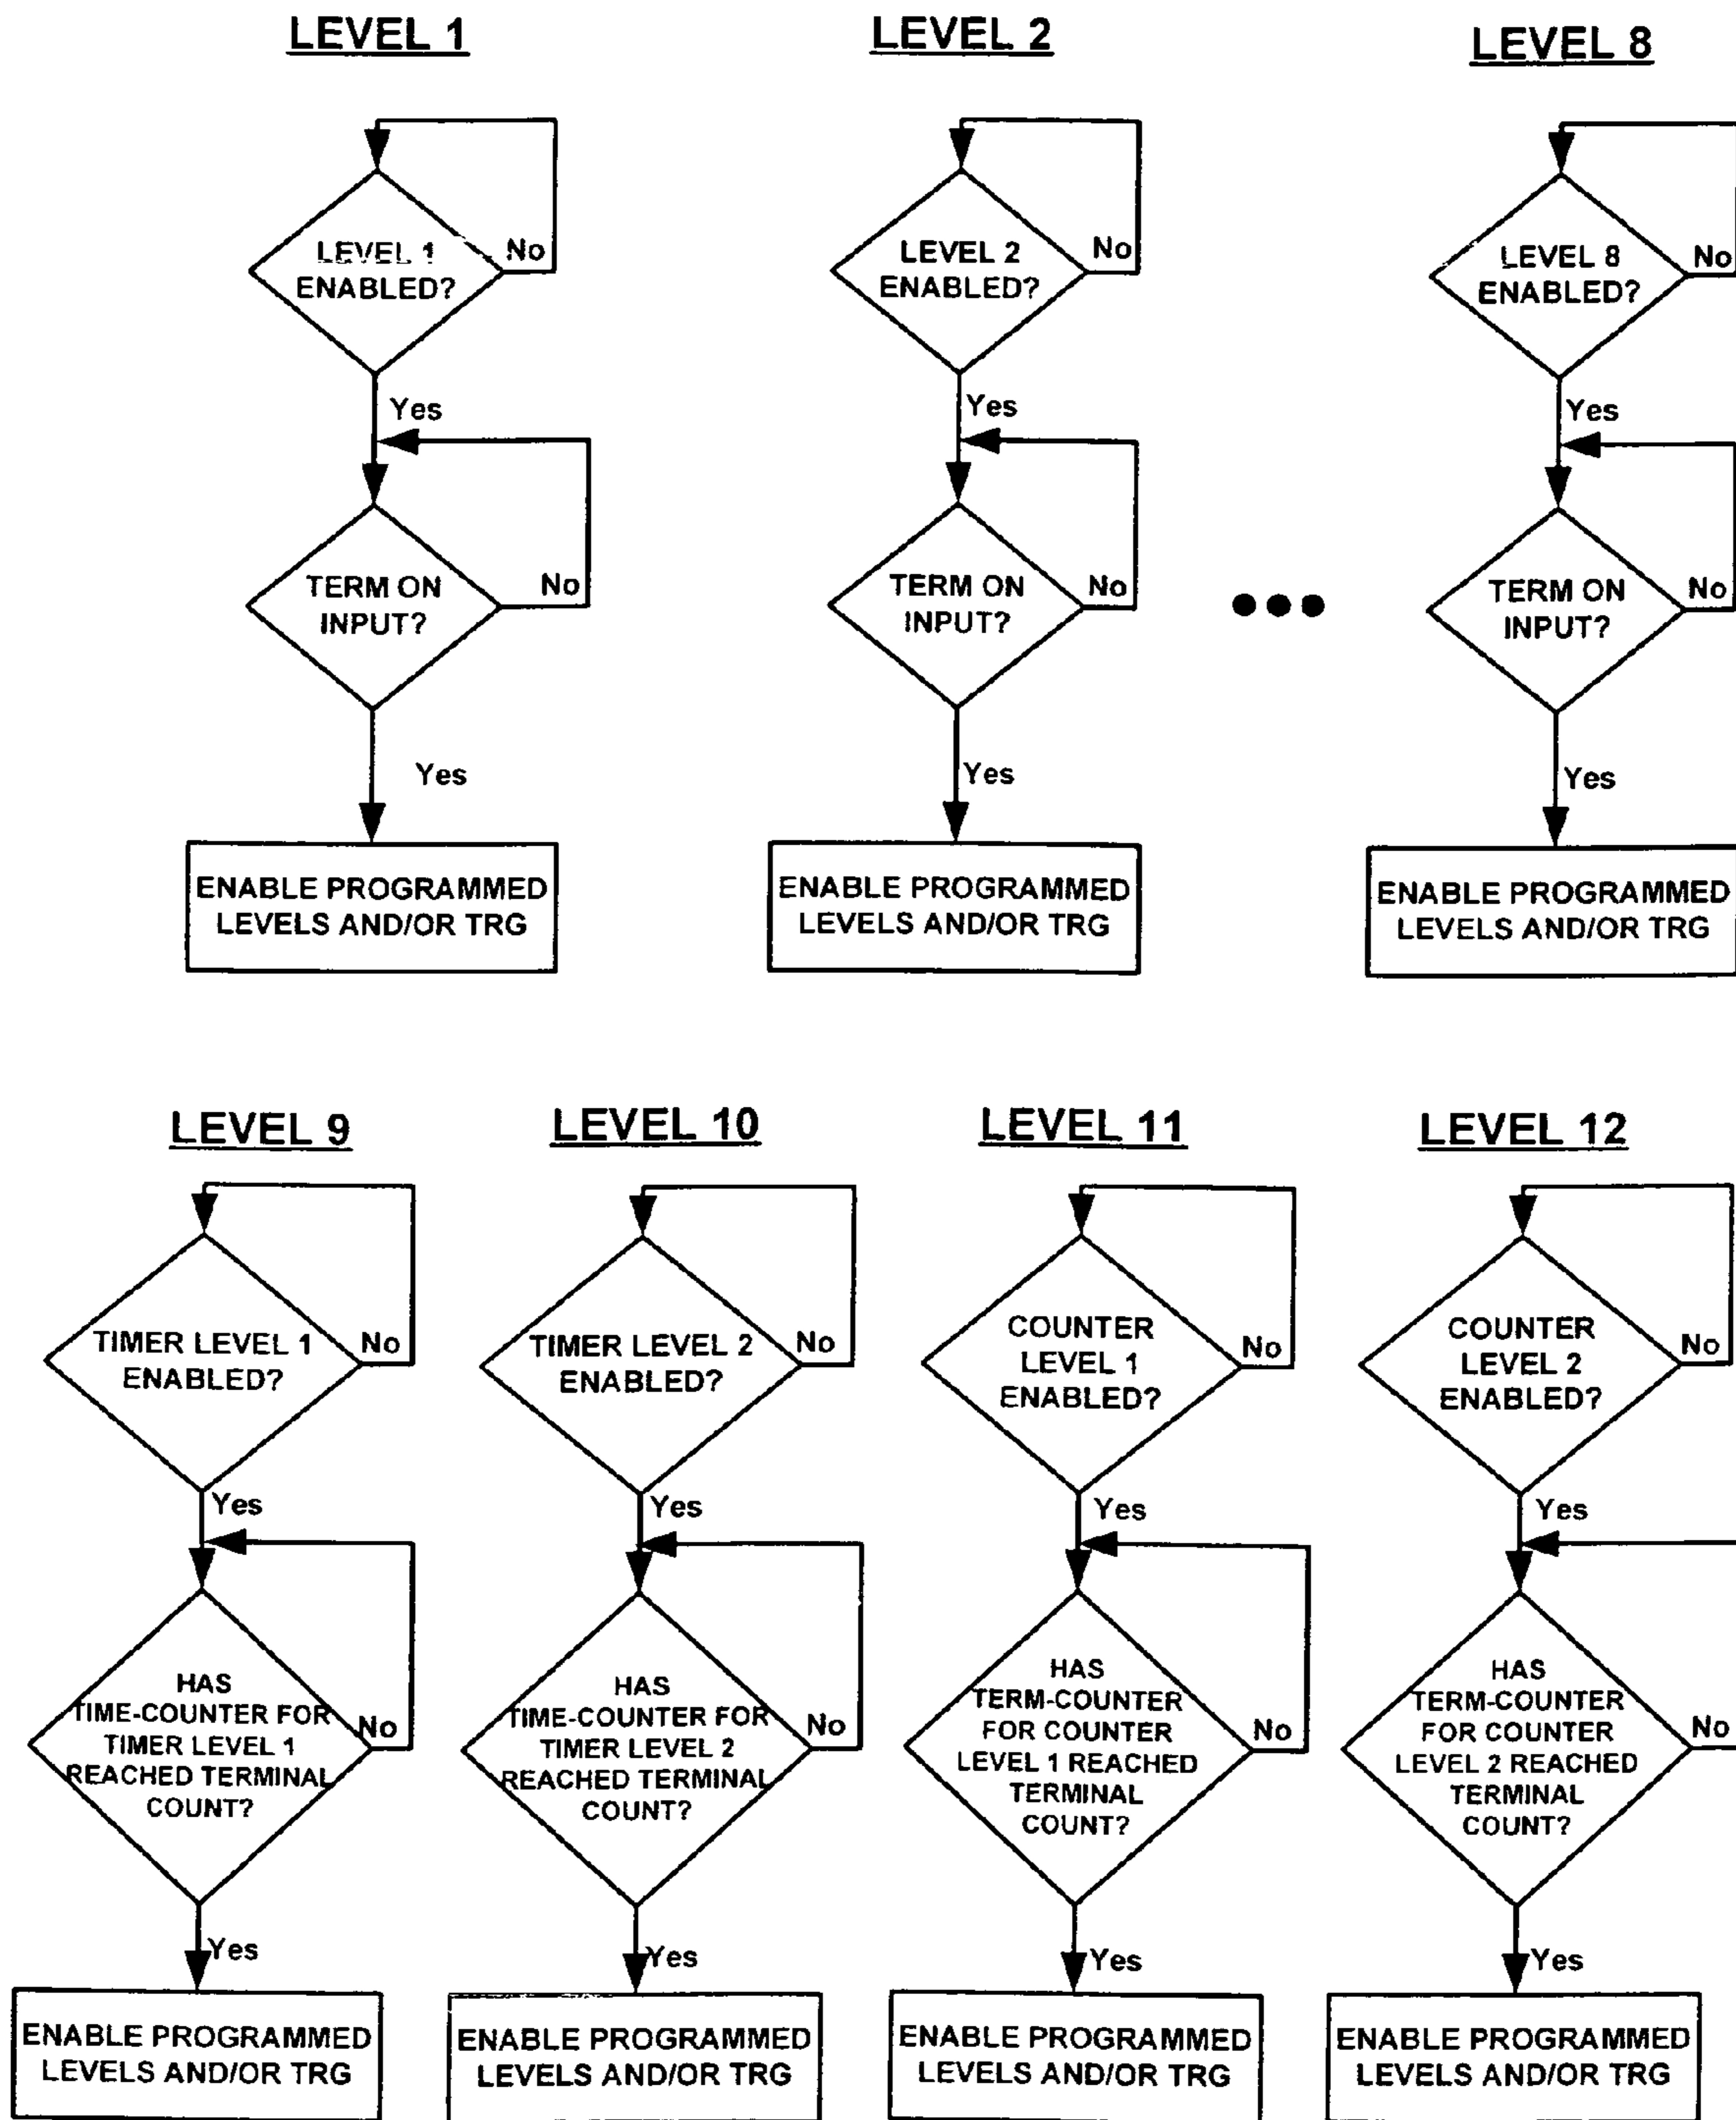 LEVEL 1
LEVEL 1
ENABLED?
No
Yes
TERM ON
INPUT?
No
Yes
ENABLE PROGRAMMED
LEVELS AND/OR TRG
LEVEL 2
LEVEL 2
ENABLED?
No
Yes
TERM ON
INPUT?
No
Yes
ENABLE PROGRAMMED
LEVELS AND/OR TRG
LEVEL 8
LEVEL 8
ENABLED?
No
Yes
TERM ON
INPUT?
No
Yes
ENABLE PROGRAMMED
LEVELS AND/OR TRG
LEVEL 9
TIMER LEVEL 1
ENABLED?
No
Yes
HAS
TIME-COUNTER FOR
TIMER LEVEL 1
REACHED TERMINAL
COUNT?
No
Yes
ENABLE PROGRAMMED
LEVELS AND/OR TRG
LEVEL 10
TIMER LEVEL 2
ENABLED?
No
Yes
HAS
TIME-COUNTER FOR
TIMER LEVEL 2
REACHED TERMINAL
COUNT?
No
Yes
ENABLE PROGRAMMED
LEVELS AND/OR TRG
LEVEL 11
COUNTER
LEVEL 1
ENABLED?
No
Yes
HAS
TERM-COUNTER
FOR COUNTER
LEVEL 1 REACHED
TERMINAL
COUNT?
No
Yes
ENABLE PROGRAMMED
LEVELS AND/OR TRG
LEVEL 12
COUNTER
LEVEL 2
ENABLED?
No
Yes
HAS
TERM-COUNTER
FOR COUNTER
LEVEL 2 REACHED
TERMINAL
COUNT?
No
Yes
ENABLE PROGRAMMED
LEVELS AND/OR TRG